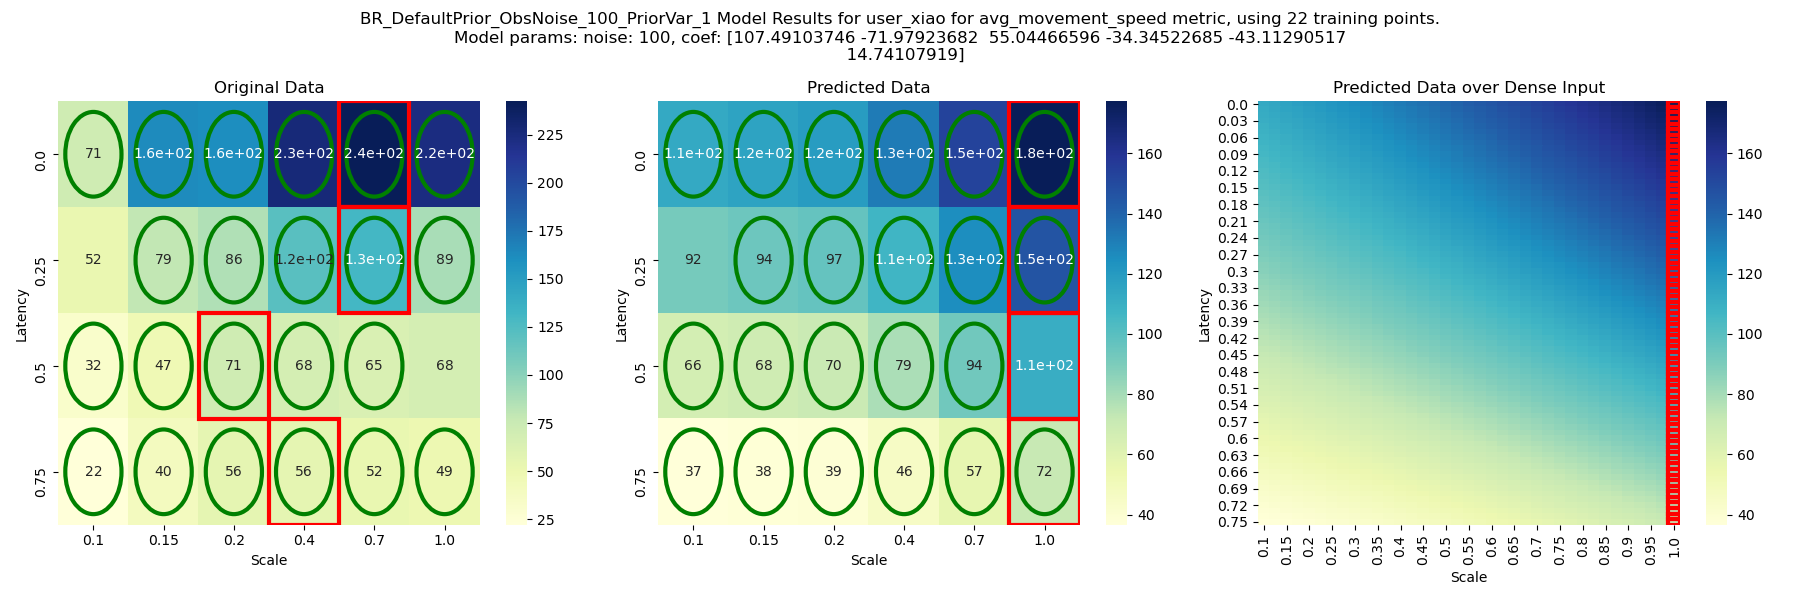 BR_DefaultPrior_ObsNoise_100_PriorVar_1 Model Results for user_xiao for avg_movement_speed metric, using 22 training points.
Model params: noise: 100, coef: [107.49103746 -71.97923682  55.04466596 -34.34522685 -43.11290517
14.74107919]
Original Data
Latency
0.0 71 1.6e+02 1.6e+02 2.3e+02 2.4e+02 2.2e+02
0.25 52 79 86 1.2e+02 1.3e+02 89
0.5 32 47 71 68 65 68
0.75 22 40 56 56 52 49
0.1 0.15 0.2 0.4 0.7 1.0
Scale
225
200
175
150
125
100
75
50
25
Predicted Data
Latency
0.0 1.1e+02 1.2e+02 1.2e+02 1.3e+02 1.5e+02 1.8e+02
0.25 92 94 97 1.1e+02 1.3e+02 1.5e+02
0.5 66 68 70 79 94 1.1e+02
0.75 37 38 39 46 57 72
0.1 0.15 0.2 0.4 0.7 1.0
Scale
160
140
120
100
80
60
40
Predicted Data over Dense Input
Latency
0.0
0.03
0.06
0.09
0.12
0.15
0.18
0.21
0.24
0.27
0.3
0.33
0.36
0.39
0.42
0.45
0.48
0.51
0.54
0.57
0.6
0.63
0.66
0.69
0.72
0.75
0.1 0.15 0.2 0.25 0.3 0.35 0.4 0.45 0.5 0.55 0.6 0.65 0.7 0.75 0.8 0.85 0.9 0.95 1.0
Scale
160
140
120
100
80
60
40